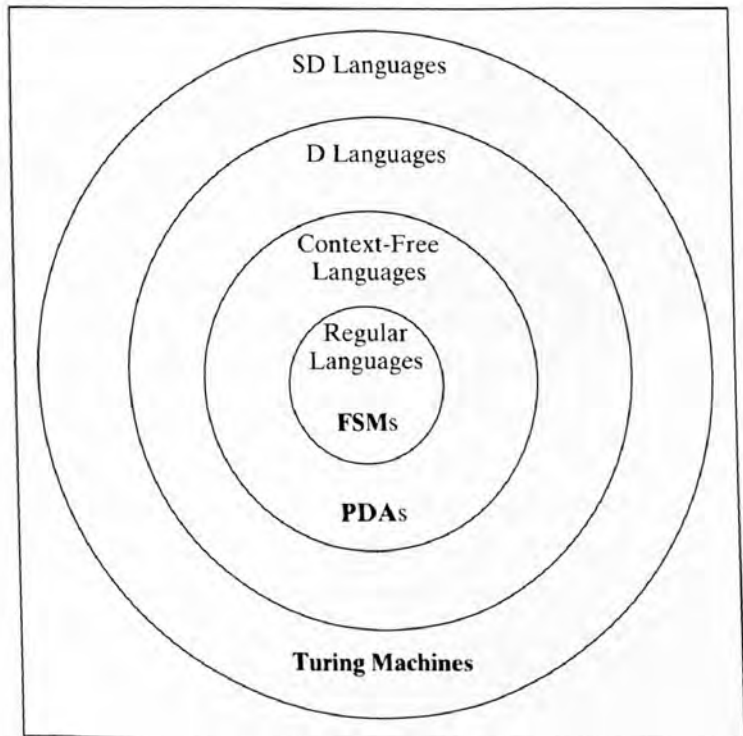 SD Languages
D Languages
Context-Free
Languages
Regular
Languages
FSMs
PDAs
Turing Machines